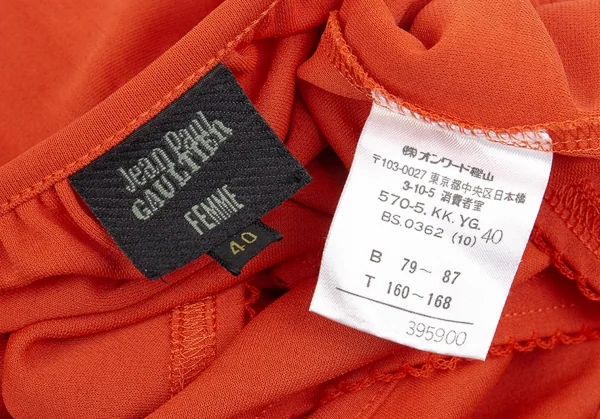 Jean Paul
GAULTIER
FEMME
40
㈱オンワード樫山
〒103-0027 東京都中央区日本橋
3-10-5 消費者室
570-5. KK. YG. 40
BS.0362 (10)
B 79~ 87
T 160~168
395900